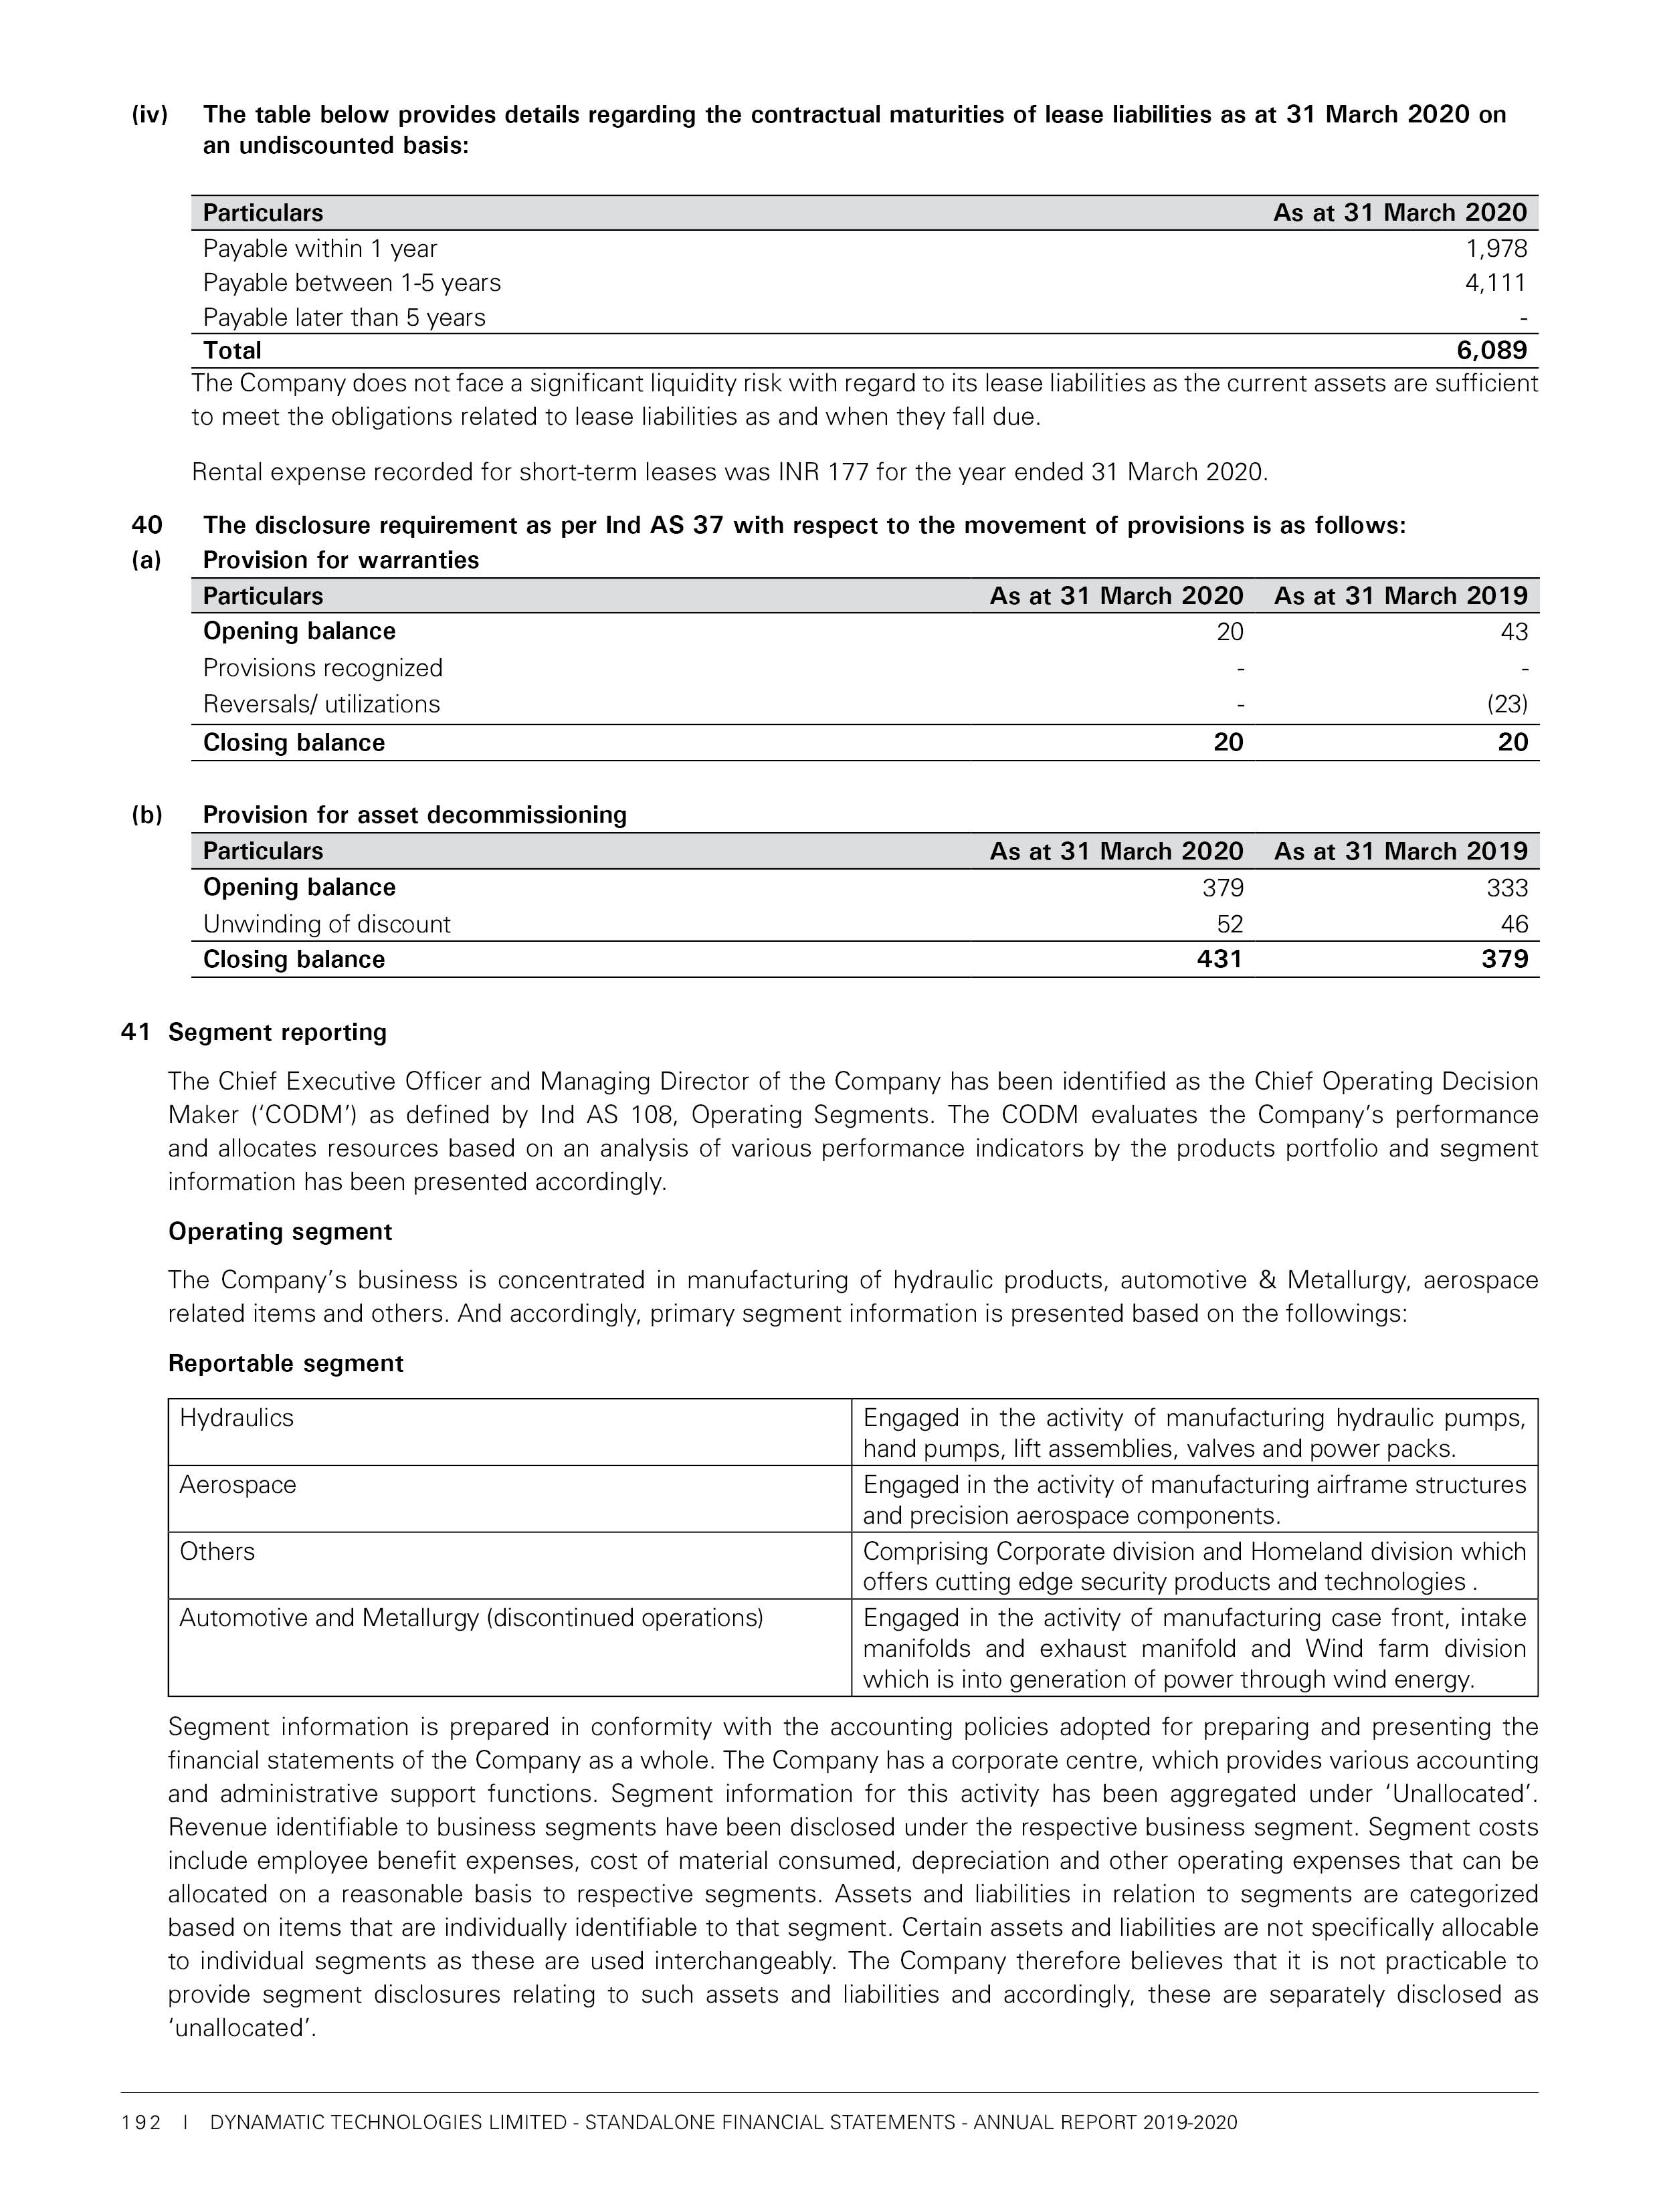 (iv) The table below provides details regarding the contractual maturities of lease liabilities as at 31 March 2020 on
an undiscounted basis:
Particulars As at 31 March 2020
Payable within 1 year 1,978
Payable between 1-5 years 4,111
Payable later than 5 years -
Total 6,089
The Company does not face a significant liquidity risk with regard to its lease liabilities as the current assets are sufficient
to meet the obligations related to lease liabilities as and when they fall due.
Rental expense recorded for short-term leases was INR 177 for the year ended 31 March 2020.
40 The disclosure requirement as per Ind AS 37 with respect to the movement of provisions is as follows:
(a) Provision for warranties
Particulars As at 31 March 2020 As at 31 March 2019
Opening balance 20 43
Provisions recognized - -
Reversals/ utilizations - (23)
Closing balance 20 20
(b) Provision for asset decommissioning
Particulars As at 31 March 2020 As at 31 March 2019
Opening balance 379 333
Unwinding of discount 52 46
Closing balance 431 379
41 Segment reporting
The Chief Executive Officer and Managing Director of the Company has been identified as the Chief Operating Decision
Maker (‘CODM’) as defined by Ind AS 108, Operating Segments. The CODM evaluates the Company’s performance
and allocates resources based on an analysis of various performance indicators by the products portfolio and segment
information has been presented accordingly.
Operating segment
The Company’s business is concentrated in manufacturing of hydraulic products, automotive & Metallurgy, aerospace
related items and others. And accordingly, primary segment information is presented based on the followings:
Reportable segment
Hydraulics Engaged in the activity of manufacturing hydraulic pumps,
hand pumps, lift assemblies, valves and power packs.
Aerospace Engaged in the activity of manufacturing airframe structures
and precision aerospace components.
Others Comprising Corporate division and Homeland division which
offers cutting edge security products and technologies .
Automotive and Metallurgy (discontinued operations) Engaged in the activity of manufacturing case front, intake
manifolds and exhaust manifold and Wind farm division
which is into generation of power through wind energy.
Segment information is prepared in conformity with the accounting policies adopted for preparing and presenting the
financial statements of the Company as a whole. The Company has a corporate centre, which provides various accounting
and administrative support functions. Segment information for this activity has been aggregated under ‘Unallocated’.
Revenue identifiable to business segments have been disclosed under the respective business segment. Segment costs
include employee benefit expenses, cost of material consumed, depreciation and other operating expenses that can be
allocated on a reasonable basis to respective segments. Assets and liabilities in relation to segments are categorized
based on items that are individually identifiable to that segment. Certain assets and liabilities are not specifically allocable
to individual segments as these are used interchangeably. The Company therefore believes that it is not practicable to
provide segment disclosures relating to such assets and liabilities and accordingly, these are separately disclosed as
‘unallocated’.
192 I DYNAMATIC TECHNOLOGIES LIMITED - STANDALONE FINANCIAL STATEMENTS - ANNUAL REPORT 2019-2020